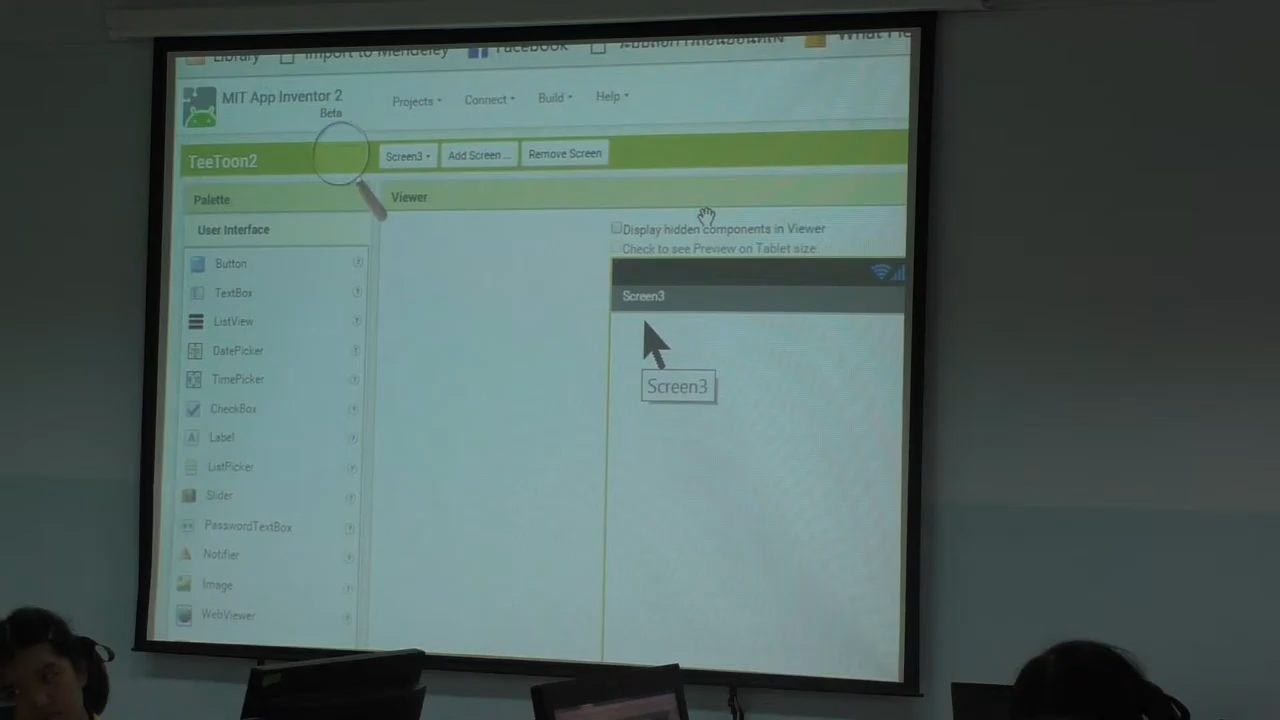 Library Import to Mendeley Facebook
MIT App Inventor 2
Beta
Projects Connect Build Help
TeeToon2 Screen3 Add Screen ... Remove Screen
Palette Viewer
User Interface
Display hidden components in Viewer
Check to see Preview on Tablet size.
Button
TextBox
Screen3
ListView
DatePicker
TimePicker
Screen3
CheckBox
Label
ListPicker
Slider
PasswordTextBox
Notifier
Image
WebViewer